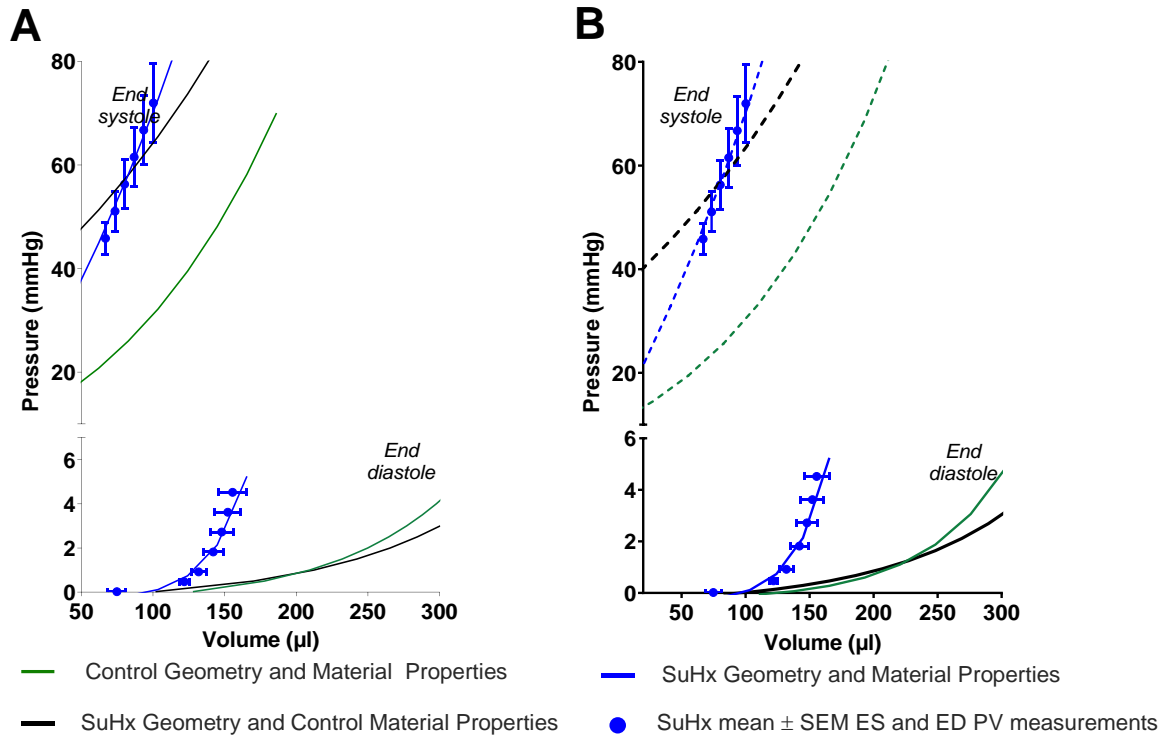 A
80
60
40
20
6
4
2
0
50
100
150
200
250
300
Pressure (mmHg)
Volume (µl)
End
systole
End
diastole
B
80
60
40
20
6
4
2
0
50
100
150
200
250
300
Pressure (mmHg)
Volume (µl)
End
systole
End
diastole
Control Geometry and Material Properties
SuHx Geometry and Material Properties
SuHx Geometry and Control Material Properties
SuHx mean ± SEM ES and ED PV measurements